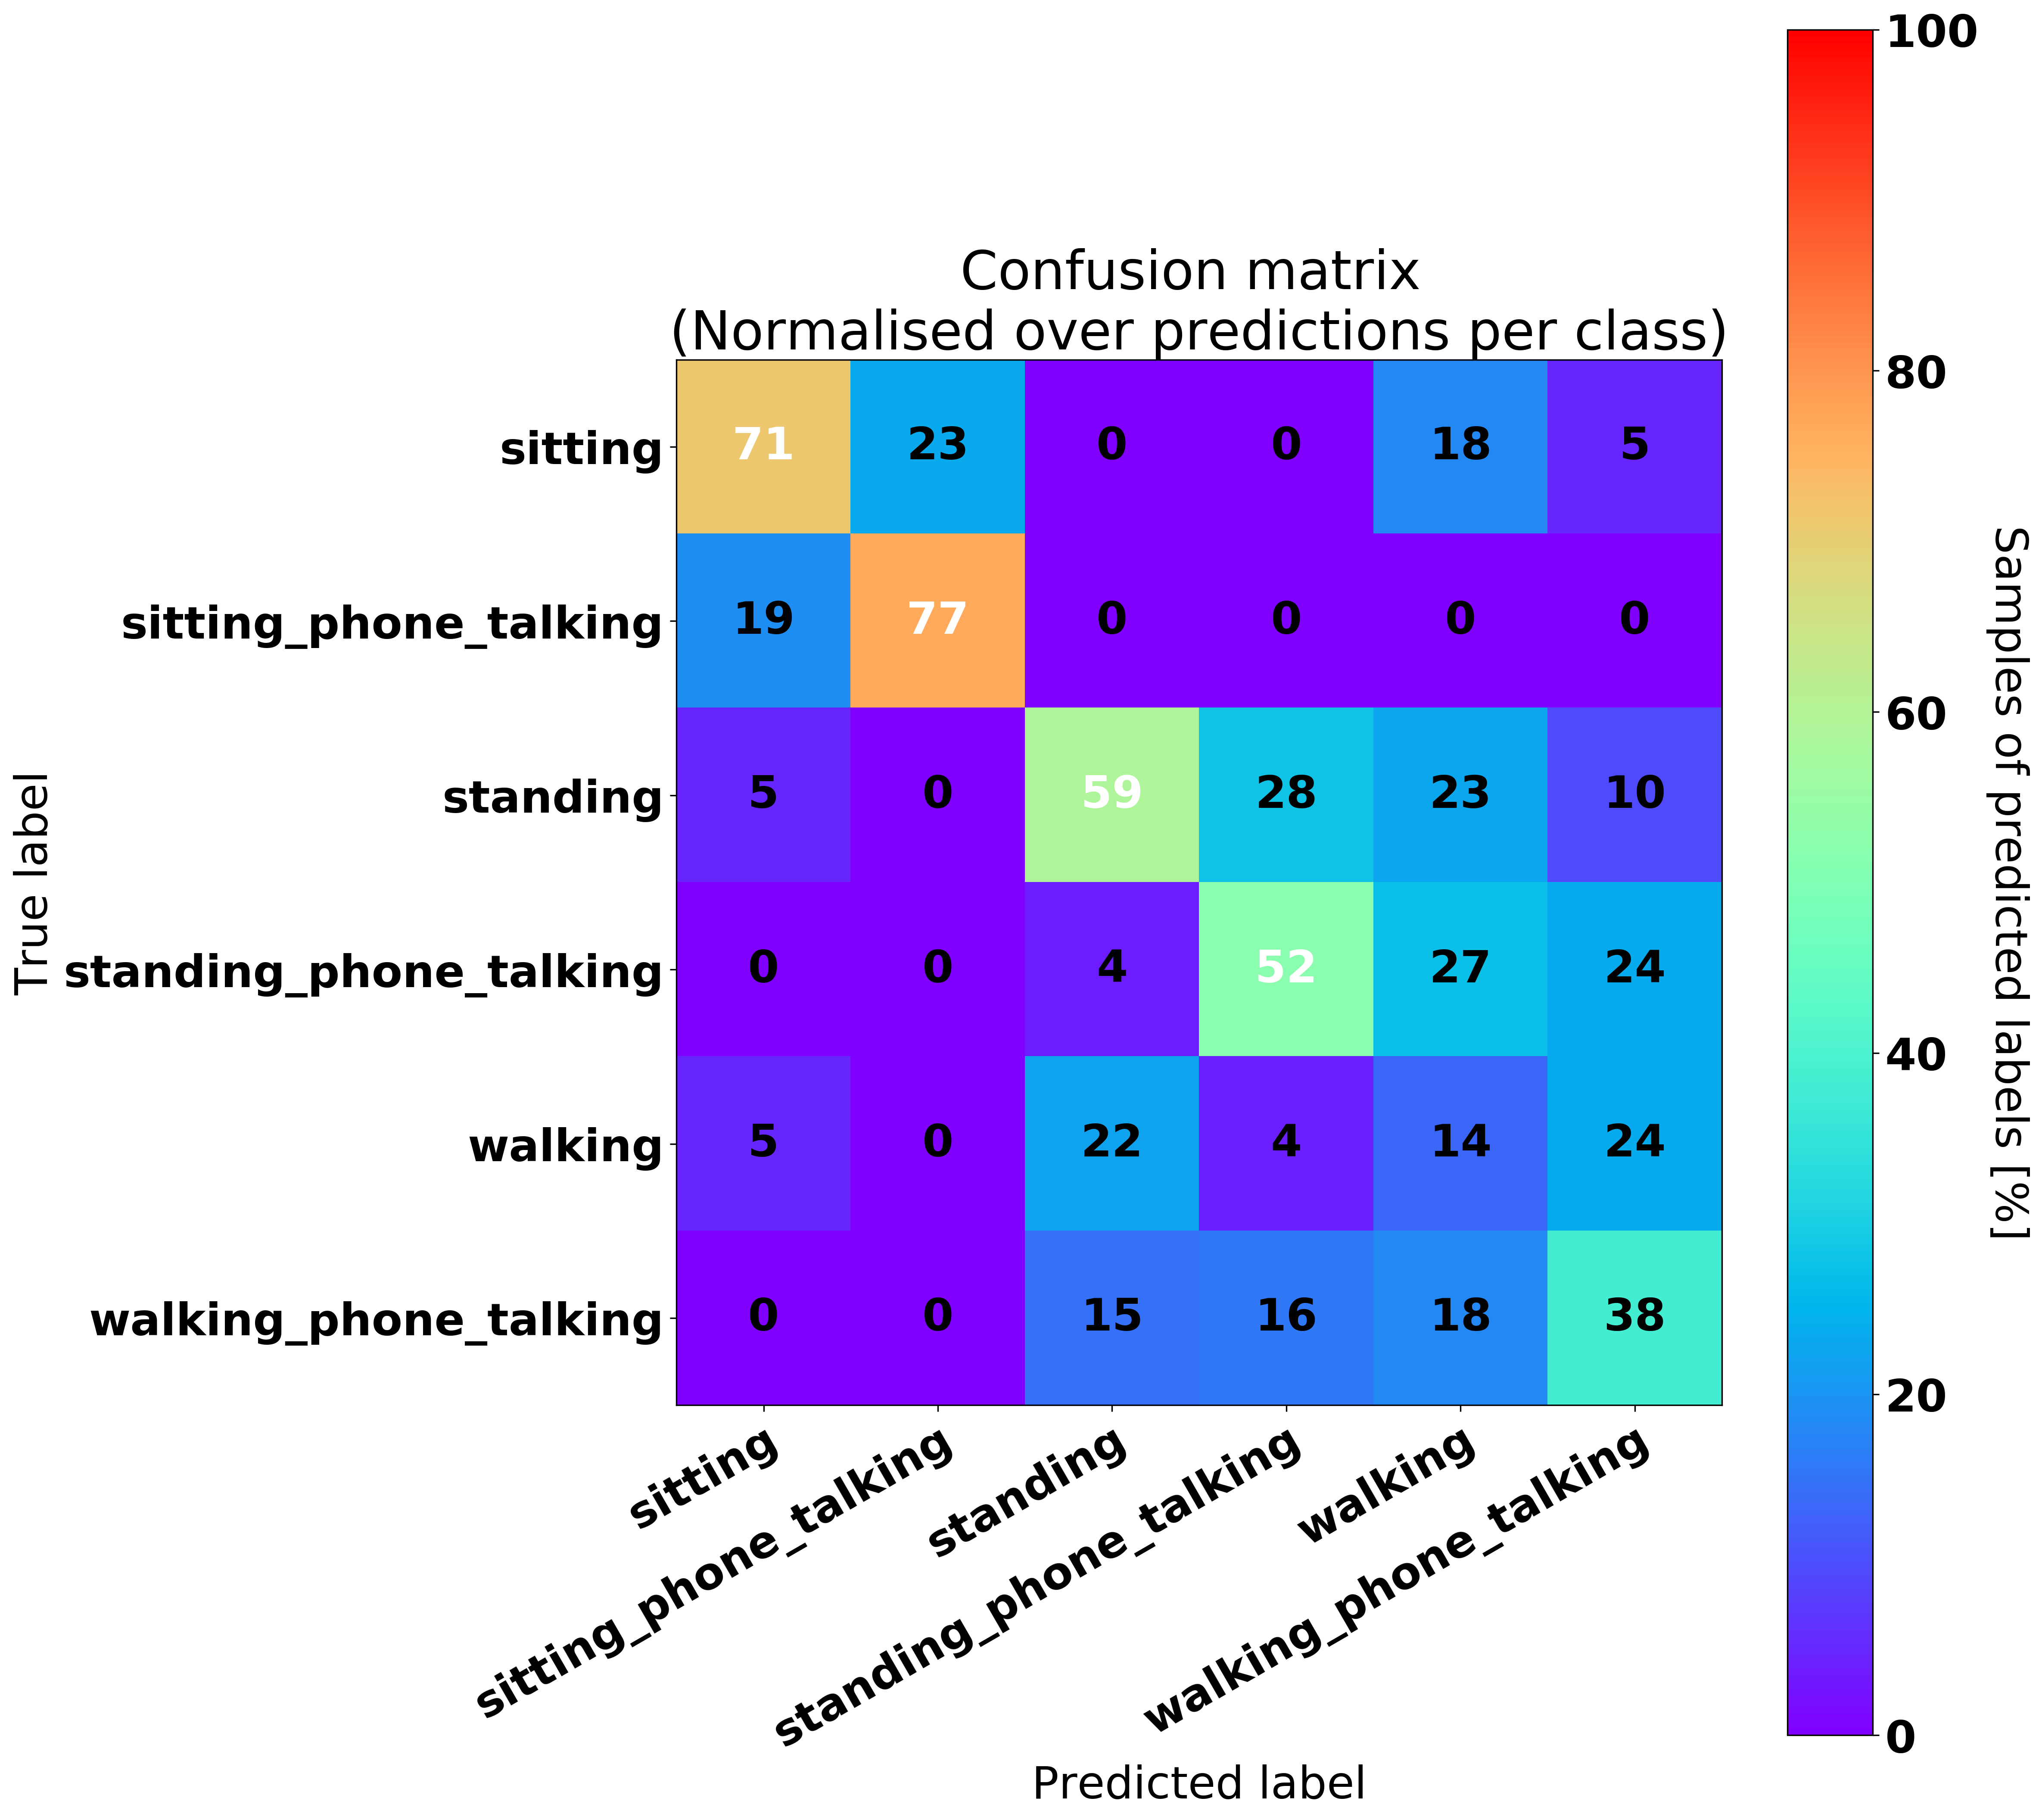 Confusion matrix
(Normalised over predictions per class)
sitting 71 23 0 0 18 5
sitting_phone_talking 19 77 0 0 0 0
standing 5 0 59 28 23 10
standing_phone_talking 0 0 4 52 27 24
walking 5 0 22 4 14 24
walking_phone_talking 0 0 15 16 18 38
True label
sitting
sitting_phone_talking
standing
standing_phone_talking
walking
walking_phone_talking
Predicted label
100
80
60
40
20
0
Samples of predicted labels [%]